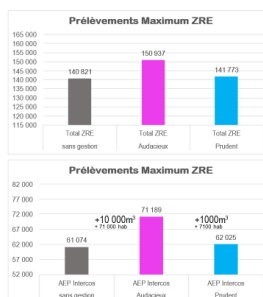 Prélèvements Maximum ZRE
165 000
160 000
155 000
150 000
145 000
140 000
135 000
130 000
125 000
120 000
115 000
140 821
150 937
141 773
Total ZRE Total ZRE Total ZRE
sans gestion Audacieux Prudent
Prélèvements Maximum ZRE
82 000
77 000
72 000
67 000
62 000
57 000
52 000
61 074
+10 000m³
+ 71 000 hab
71 189
+1000m³
+ 7100 hab
62 025
AEP Intercos AEP Intercos AEP Intercos
sans gestion Audacieux Prudent